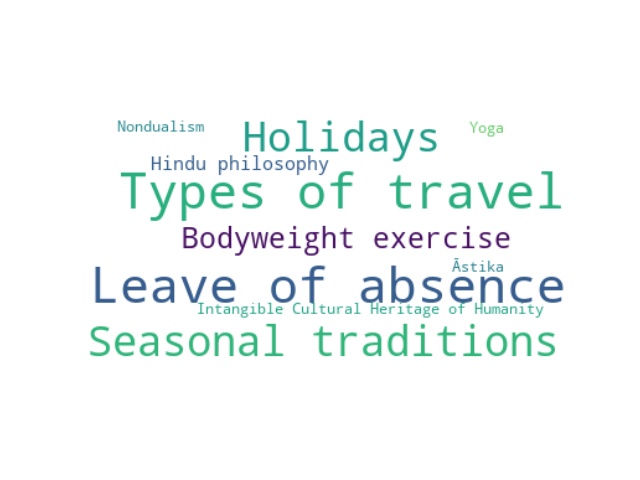 Nondualism
Holidays
Yoga
Hindu philosophy
Types of travel
Bodyweight exercise
Āstika
Leave of absence
Intangible Cultural Heritage of Humanity
Seasonal traditions